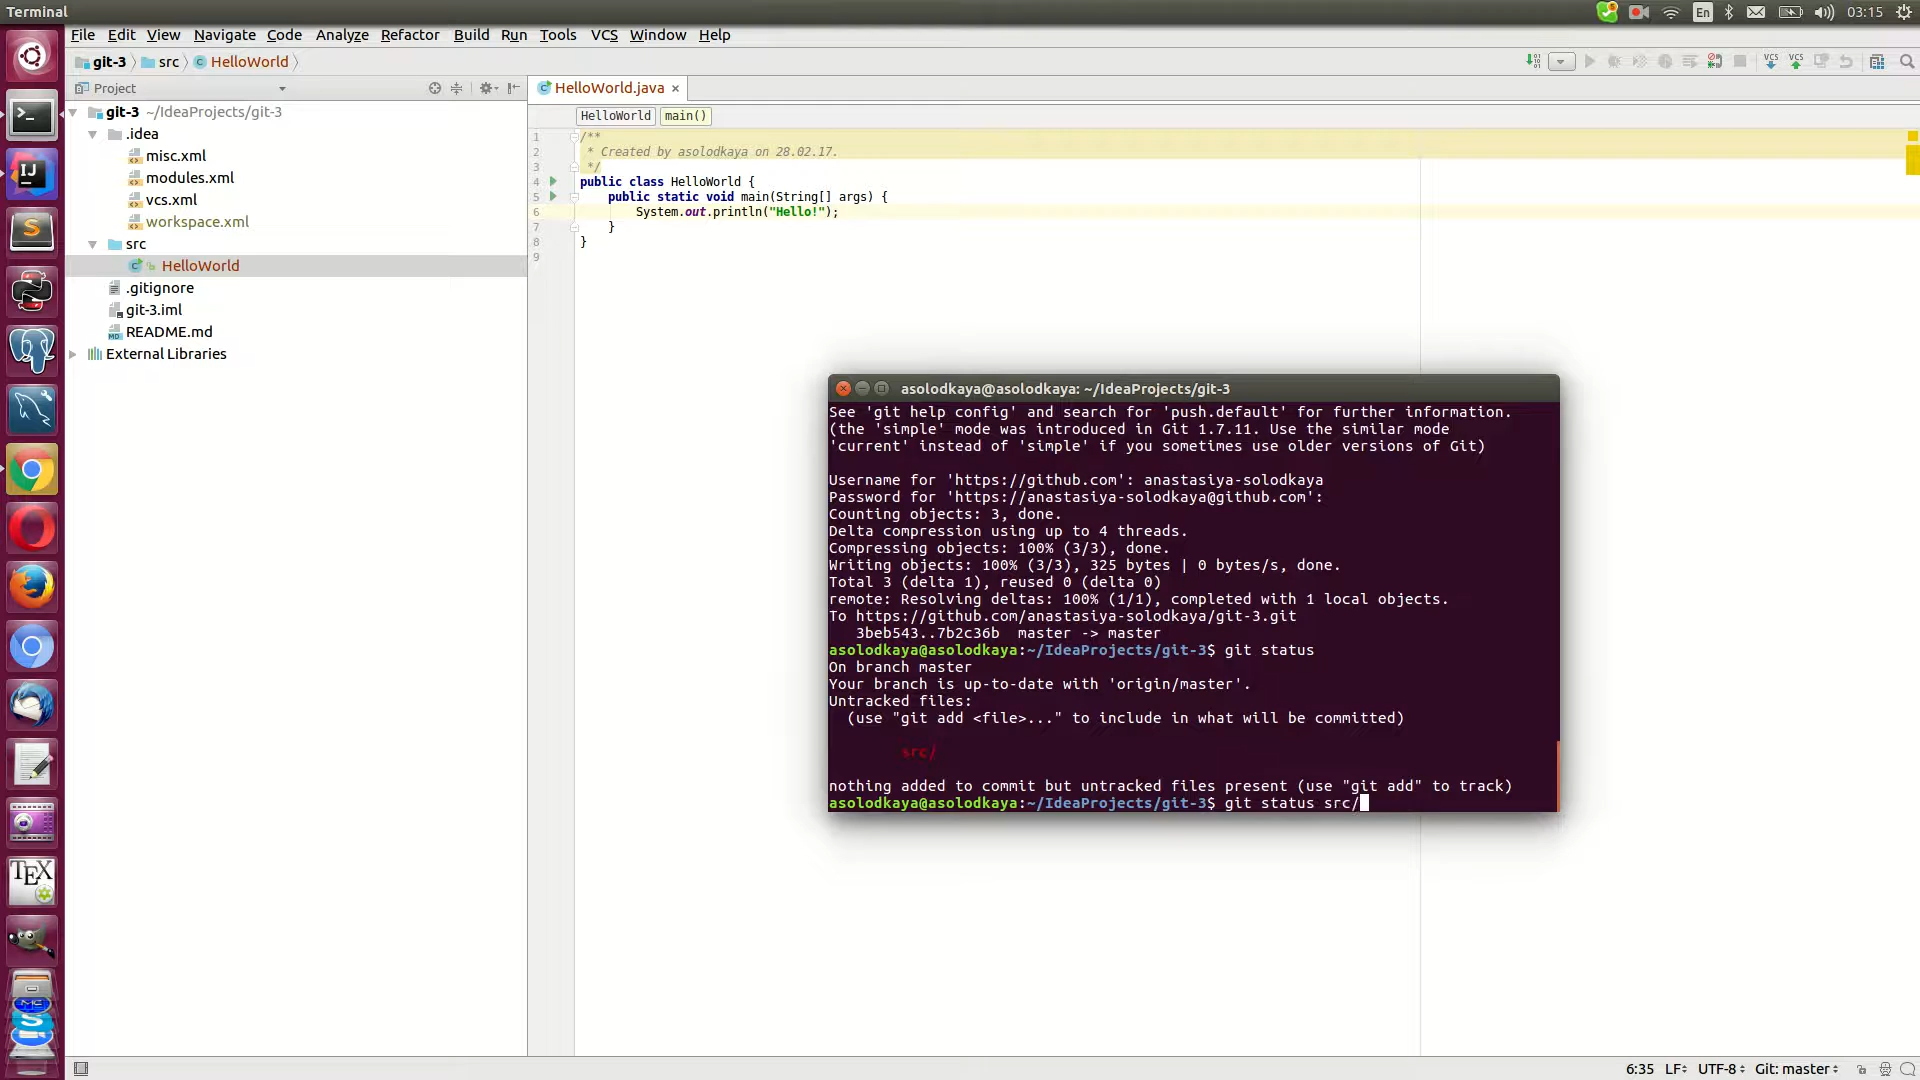 Terminal
En
03:15
File Edit View Navigate Code Analyze Refactor Build Run Tools VCS Window Help
git-3 src HelloWorld
VCS VCS
Project
HelloWorld.java
git-3 ~/IdeaProjects/git-3
.idea
misc.xml
modules.xml
vcs.xml
workspace.xml
src
HelloWorld
.gitignore
git-3.iml
README.md
External Libraries
HelloWorld main()
1 /**
2 * Created by asolodkaya on 28.02.17.
3 */
4 public class HelloWorld {
5 public static void main(String[] args) {
6 System.out.println("Hello!");
7 }
8 }
9
asolodkaya@asolodkaya: ~/IdeaProjects/git-3
See 'git help config' and search for 'push.default' for further information.
(the 'simple' mode was introduced in Git 1.7.11. Use the similar mode
'current' instead of 'simple' if you sometimes use older versions of Git)
Username for 'https://github.com': anastasiya-solodkaya
Password for 'https://anastasiya-solodkaya@github.com':
Counting objects: 3, done.
Delta compression using up to 4 threads.
Compressing objects: 100% (3/3), done.
Writing objects: 100% (3/3), 325 bytes | 0 bytes/s, done.
Total 3 (delta 1), reused 0 (delta 0)
remote: Resolving deltas: 100% (1/1), completed with 1 local objects.
To https://github.com/anastasiya-solodkaya/git-3.git
3beb543..7b2c36b master -> master
asolodkaya@asolodkaya:~/IdeaProjects/git-3$ git status
On branch master
Your branch is up-to-date with 'origin/master'.
Untracked files:
(use "git add <file>..." to include in what will be committed)
src/
nothing added to commit but untracked files present (use "git add" to track)
asolodkaya@asolodkaya:~/IdeaProjects/git-3$ git status src/
6:35 LF UTF-8 Git: master